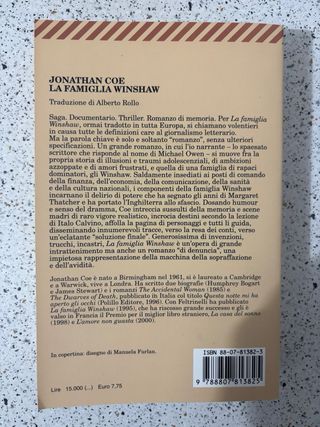 JONATHAN COE
LA FAMIGLIA WINSHAW
Traduzione di Alberto Rollo
Saga. Documentario. Thriller. Romanzo di memoria. Per La famiglia
Winshaw, ormai tradotto in tutta Europa, si chiamano volentieri
in causa tutte le definizioni care al giornalismo letterario.
Ma la parola chiave è solo e soltanto "romanzo", senza ulteriori
specificazioni. Un grande romanzo, in cui l'io narrante – lo spaesato
scrittore che risponde al nome di Michael Owen – si muove fra la
propria storia di illusioni e traumi adolescenziali, di ambizioni
azzoppate e di amori frustrati, e quella di una famiglia di rapaci
dominatori, gli Winshaw. Saldamente insediati ai posti di comando
della finanza, dell'economia, della comunicazione, della sanità
e della cultura nazionali, i componenti della famiglia Winshaw
incarnano il delirio di potere che ha segnato gli anni di Margaret
Thatcher e ha portato l'Inghilterra allo sfascio. Dosando humour
e senso del dramma, Coe intreccia sussulti della memoria e scene
madri di raro vigore realistico, incrocia destini secondo la lezione
di Italo Calvino, affolla la pagina di personaggi e tutti li guida,
disseminando innumerevoli tracce, verso la resa dei conti, verso
un'eclatante "soluzione finale". Generosissima di invenzioni,
trucchi, incastri, La famiglia Winshaw è un'opera di grande
intrattenimento ma anche un romanzo "di denuncia", una
impietosa rappresentazione della macchina della sopraffazione
e dell'avidità.
Jonathan Coe è nato a Birmingham nel 1961, si è laureato a Cambridge
e a Warwick, vive a Londra. Ha scritto due biografie (Humphrey Bogart
e James Stewart) e i romanzi The Accidental Woman (1985) e
The Dwarves of Death, pubblicato in Italia col titolo Questa notte mi ha
aperto gli occhi (Polillo Editore, 1996). Con Feltrinelli ha pubblicato
La famiglia Winshaw (1995), che ha riscosso grande successo e gli è
valso in Francia il Premio per il miglior libro straniero, La casa del sonno
(1998) e L'amore non guasta (2000).
In copertina: disegno di Manuela Furlan.
ISBN 88-07-81382-3
9 788807 813825
Lire 15.000 (...) Euro 7,75